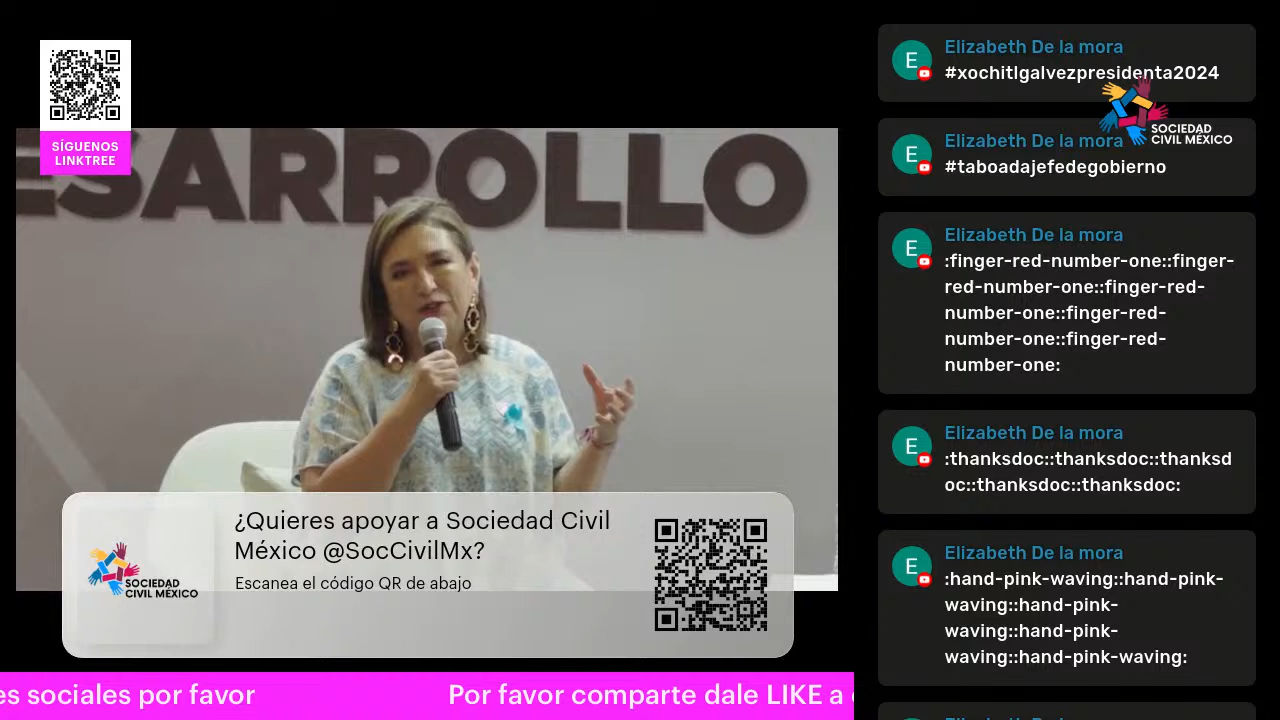 SÍGUENOS
LINKTREE
ESARROLLO
¿Quieres apoyar a Sociedad Civil
México @SocCivilMx?
Escanea el código QR de abajo
SOCIEDAD
CIVIL MÉXICO
es sociales por favor
Por favor comparte dale LIKE a
Elizabeth De la mora
#xochitlgalvezpresidenta2024
SOCIEDAD
CIVIL MÉXICO
Elizabeth De la mora
#taboadajefedegobierno
Elizabeth De la mora
:finger-red-number-one::finger-
red-number-one::finger-red-
number-one::finger-red-
number-one::finger-red-
number-one:
Elizabeth De la mora
:thanksdoc::thanksdoc::thanksd
oc::thanksdoc::thanksdoc:
Elizabeth De la mora
:hand-pink-waving::hand-pink-
waving::hand-pink-
waving::hand-pink-
waving::hand-pink-waving: